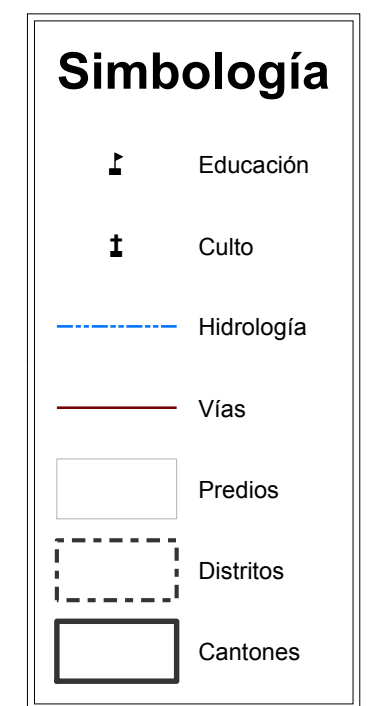 Simbología
Educación
Culto
Hidrología
Vías
Predios
Distritos
Cantones